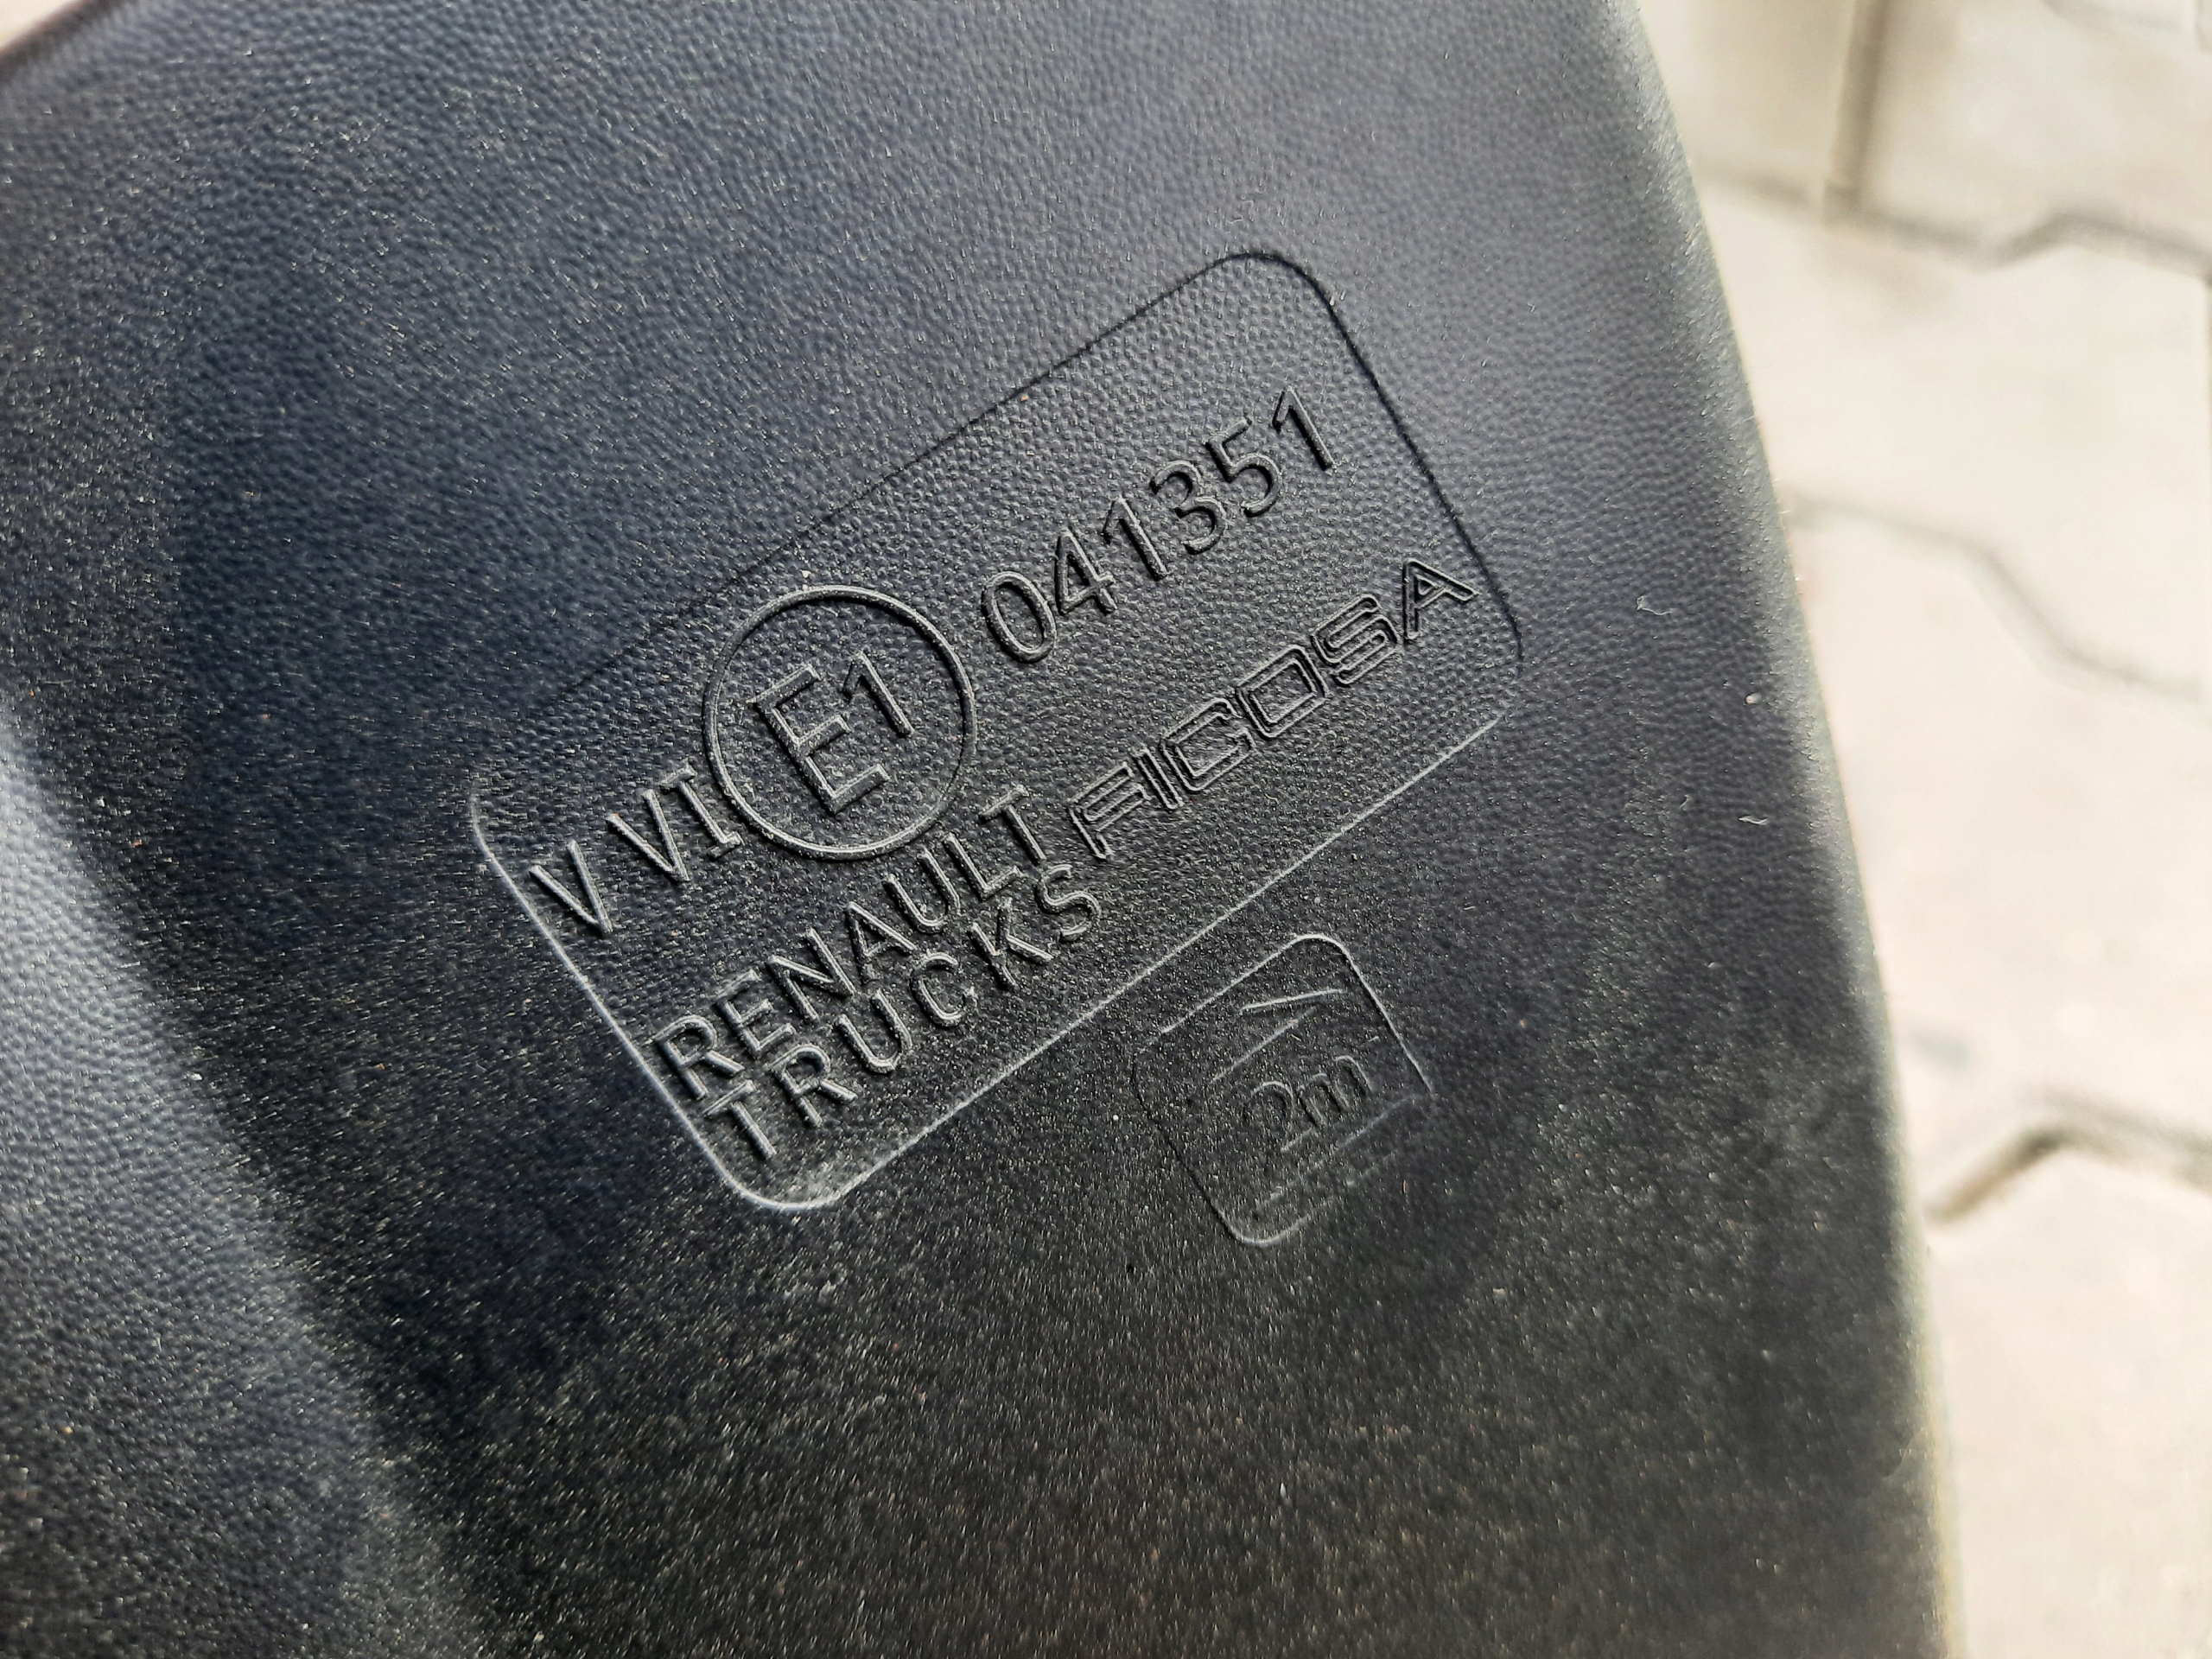 V VI E1 041351
RENAULT FICOSA
TRUCKS
2m